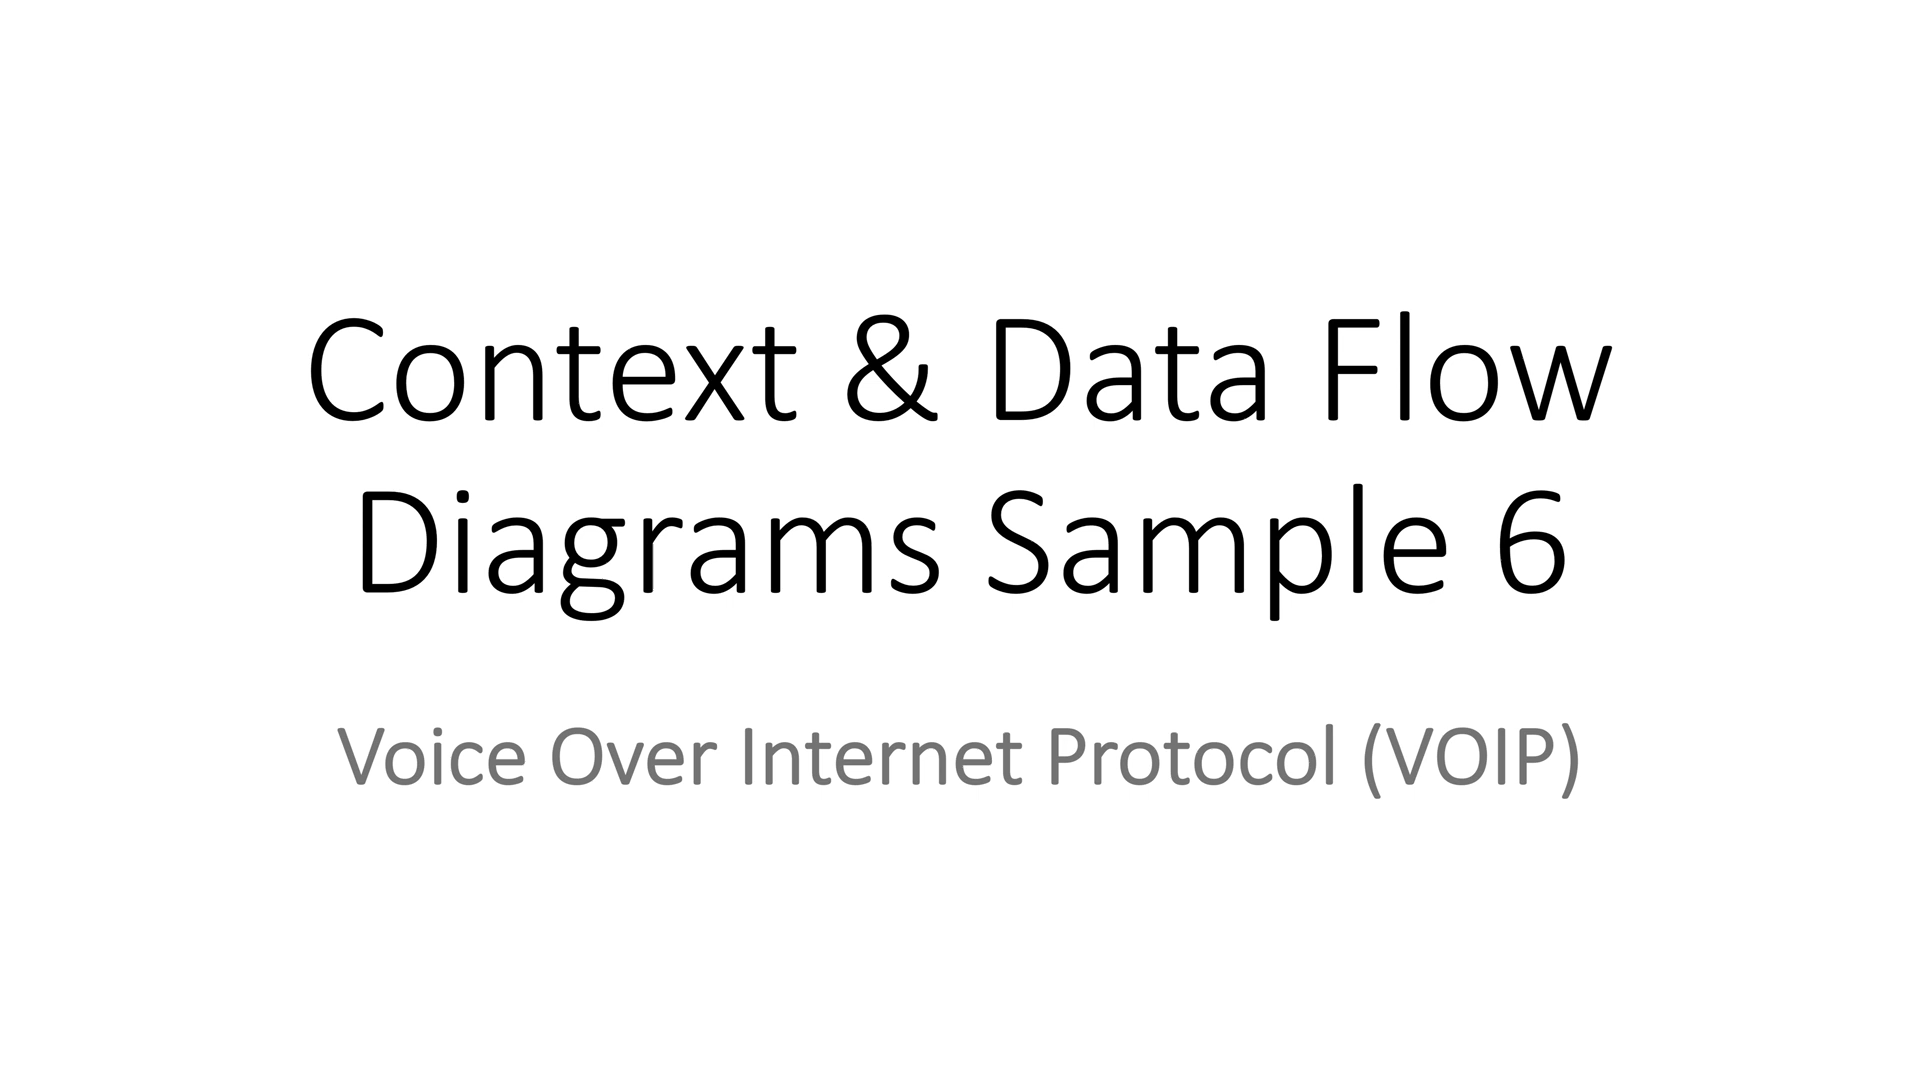 Context & Data Flow
Diagrams Sample 6
Voice Over Internet Protocol (VOIP)